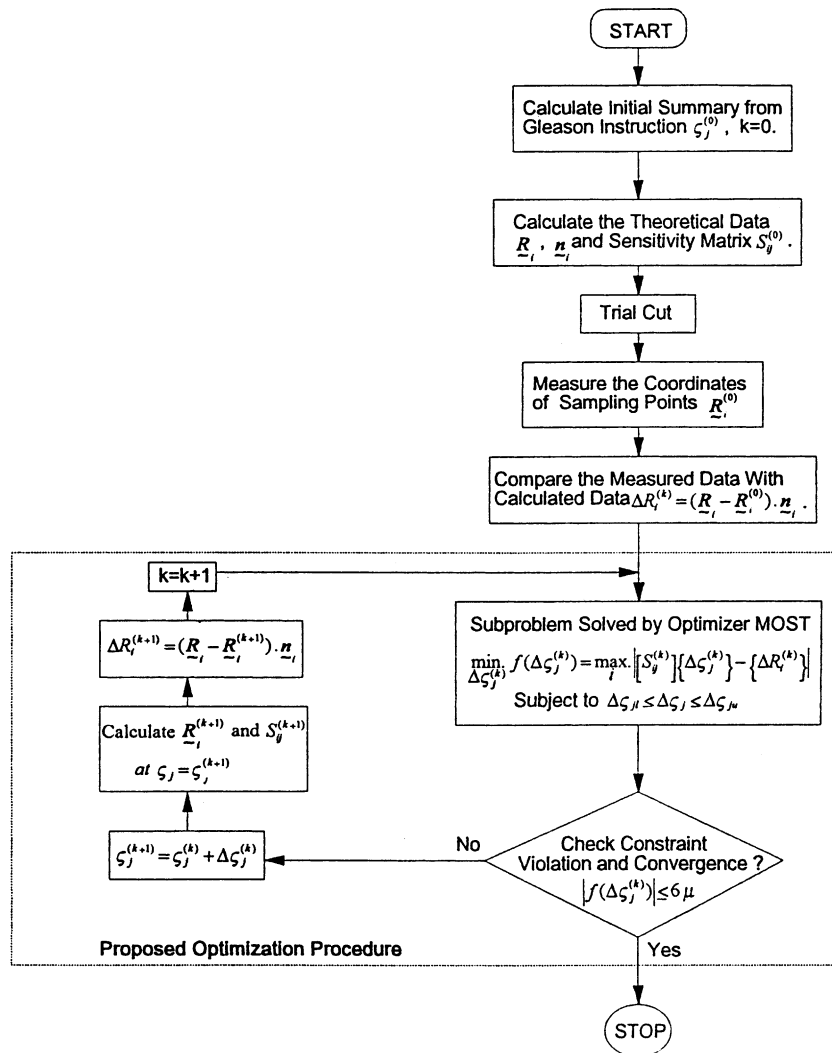 START
Calculate Initial Summary from
Gleason Instruction ς_j^(0) , k=0.
Calculate the Theoretical Data
R_i , n_i and Sensitivity Matrix S_ij^(0) .
Trial Cut
Measure the Coordinates
of Sampling Points R_i^(0)
Compare the Measured Data With
Calculated Data ΔR_i^(k) = (R_i − R_i^(0)) . n_i .
k=k+1
ΔR_i^(k+1) = (R_i − R_i^(k+1)) . n_i
Calculate R_i^(k+1) and S_ij^(k+1)
at ς_j = ς_j^(k+1)
ς_j^(k+1) = ς_j^(k) + Δς_j^(k)
Subproblem Solved by Optimizer MOST
min_{Δς_j^(k)} f(Δς_j^(k)) = max_i . |[S_ij^(k)]{Δς_j^(k)} − {ΔR_i^(k)}|
Subject to Δς_jl ≤ Δς_j ≤ Δς_ju
No
Check Constraint
Violation and Convergence ?
|f(Δς_j^(k))| ≤ 6 μ
Proposed Optimization Procedure
Yes
STOP